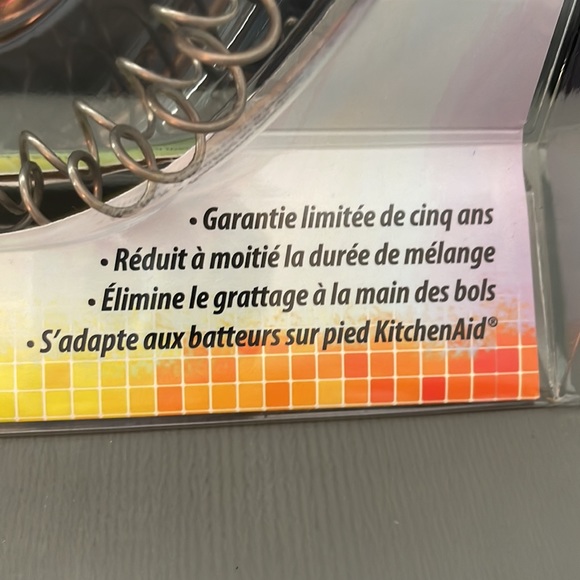 • Garantie limitée de cinq ans
• Réduit à moitié la durée de mélange
• Élimine le grattage à la main des bols
• S'adapte aux batteurs sur pied KitchenAid®